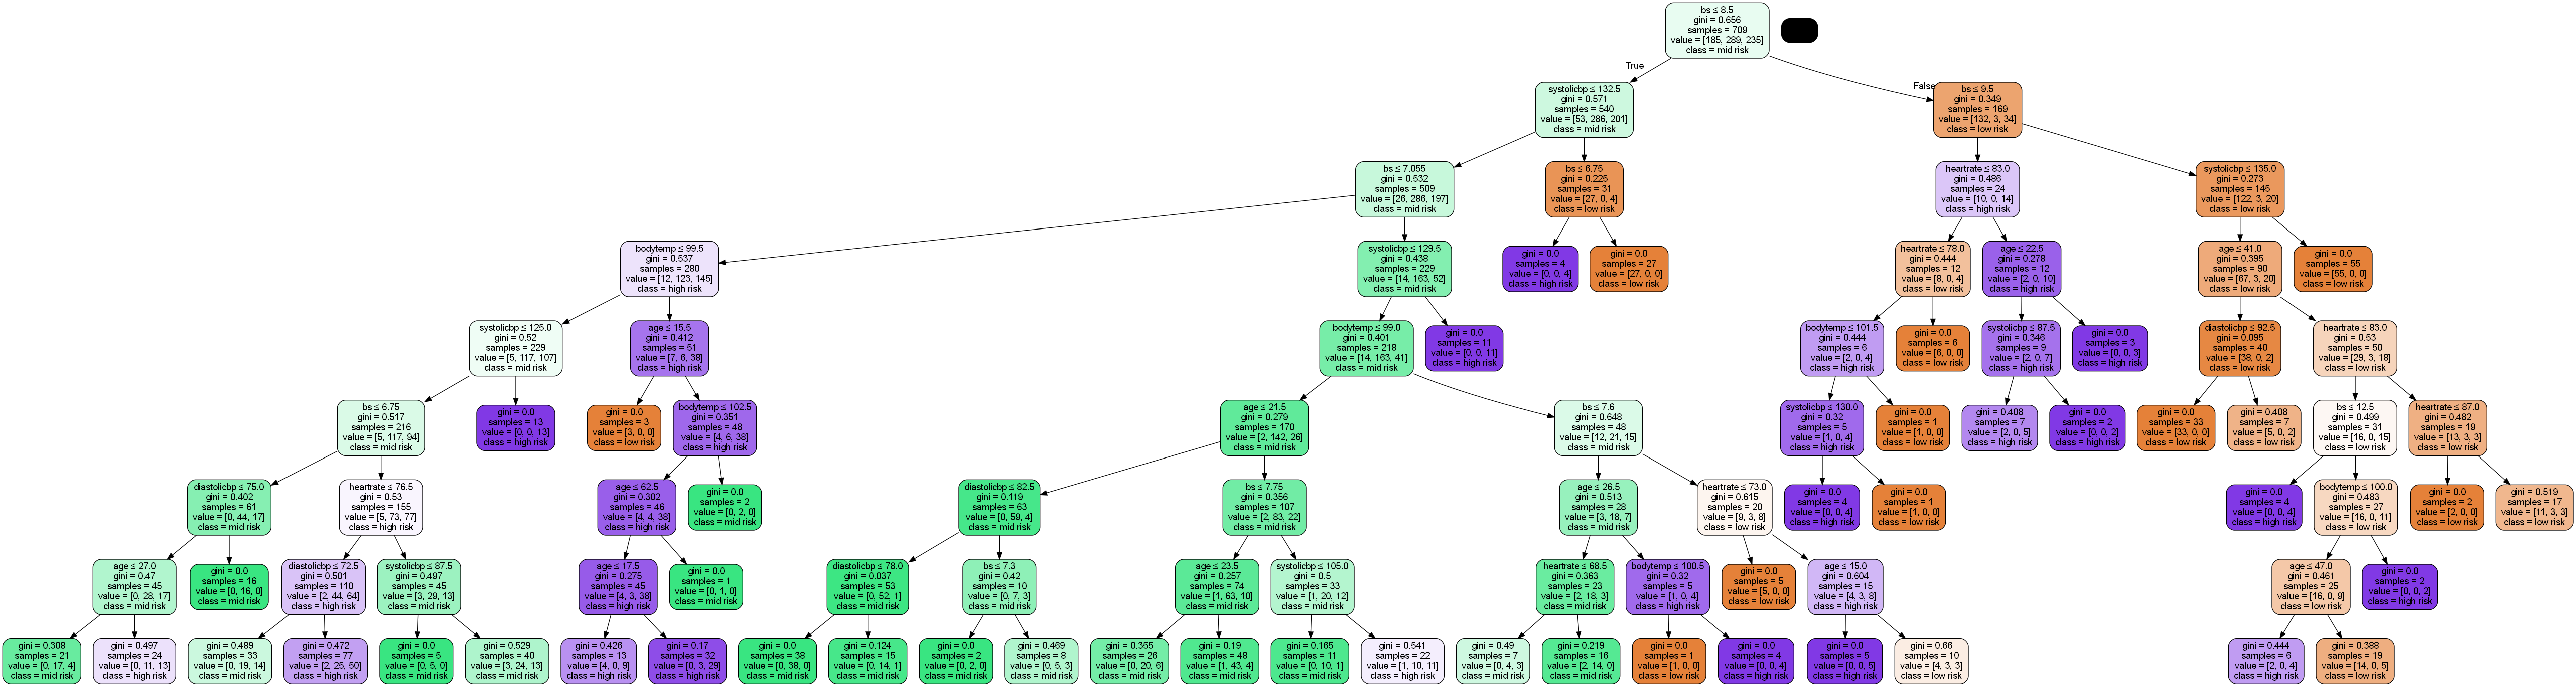 bs ≤ 8.5
gini = 0.656
samples = 709
value = [185, 289, 235]
class = mid risk
True
False
systolicbp ≤ 132.5
gini = 0.571
samples = 540
value = [53, 286, 201]
class = mid risk
bs ≤ 9.5
gini = 0.349
samples = 169
value = [132, 3, 34]
class = low risk
bs ≤ 7.055
gini = 0.532
samples = 509
value = [26, 286, 197]
class = mid risk
bs ≤ 6.75
gini = 0.225
samples = 31
value = [27, 0, 4]
class = low risk
heartrate ≤ 83.0
gini = 0.486
samples = 24
value = [10, 0, 14]
class = high risk
systolicbp ≤ 135.0
gini = 0.273
samples = 145
value = [122, 3, 20]
class = low risk
bodytemp ≤ 99.5
gini = 0.537
samples = 280
value = [12, 123, 145]
class = high risk
systolicbp ≤ 129.5
gini = 0.438
samples = 229
value = [14, 163, 52]
class = mid risk
gini = 0.0
samples = 4
value = [0, 0, 4]
class = high risk
gini = 0.0
samples = 27
value = [27, 0, 0]
class = low risk
heartrate ≤ 78.0
gini = 0.444
samples = 12
value = [8, 0, 4]
class = low risk
age ≤ 22.5
gini = 0.278
samples = 12
value = [2, 0, 10]
class = high risk
age ≤ 41.0
gini = 0.395
samples = 90
value = [67, 3, 20]
class = low risk
gini = 0.0
samples = 55
value = [55, 0, 0]
class = low risk
systolicbp ≤ 125.0
gini = 0.52
samples = 229
value = [5, 117, 107]
class = mid risk
age ≤ 15.5
gini = 0.412
samples = 51
value = [7, 6, 38]
class = high risk
bodytemp ≤ 99.0
gini = 0.401
samples = 218
value = [14, 163, 41]
class = mid risk
gini = 0.0
samples = 11
value = [0, 0, 11]
class = high risk
bodytemp ≤ 101.5
gini = 0.444
samples = 6
value = [2, 0, 4]
class = high risk
gini = 0.0
samples = 6
value = [6, 0, 0]
class = low risk
systolicbp ≤ 87.5
gini = 0.346
samples = 9
value = [2, 0, 7]
class = high risk
gini = 0.0
samples = 3
value = [0, 0, 3]
class = high risk
diastolicbp ≤ 92.5
gini = 0.095
samples = 40
value = [38, 0, 2]
class = low risk
heartrate ≤ 83.0
gini = 0.53
samples = 50
value = [29, 3, 18]
class = low risk
bs ≤ 6.75
gini = 0.517
samples = 216
value = [5, 117, 94]
class = mid risk
gini = 0.0
samples = 13
value = [0, 0, 13]
class = high risk
gini = 0.0
samples = 3
value = [3, 0, 0]
class = low risk
bodytemp ≤ 102.5
gini = 0.351
samples = 48
value = [4, 6, 38]
class = high risk
age ≤ 21.5
gini = 0.279
samples = 170
value = [2, 142, 26]
class = mid risk
bs ≤ 7.6
gini = 0.648
samples = 48
value = [12, 21, 15]
class = mid risk
systolicbp ≤ 130.0
gini = 0.32
samples = 5
value = [1, 0, 4]
class = high risk
gini = 0.0
samples = 1
value = [1, 0, 0]
class = low risk
gini = 0.408
samples = 7
value = [2, 0, 5]
class = high risk
gini = 0.0
samples = 2
value = [0, 0, 2]
class = high risk
gini = 0.0
samples = 33
value = [33, 0, 0]
class = low risk
gini = 0.408
samples = 7
value = [5, 0, 2]
class = low risk
bs ≤ 12.5
gini = 0.499
samples = 31
value = [16, 0, 15]
class = low risk
heartrate ≤ 87.0
gini = 0.482
samples = 19
value = [13, 3, 3]
class = low risk
diastolicbp ≤ 75.0
gini = 0.402
samples = 61
value = [0, 44, 17]
class = mid risk
heartrate ≤ 76.5
gini = 0.53
samples = 155
value = [5, 73, 77]
class = high risk
age ≤ 62.5
gini = 0.302
samples = 46
value = [4, 4, 38]
class = high risk
gini = 0.0
samples = 2
value = [0, 2, 0]
class = mid risk
diastolicbp ≤ 82.5
gini = 0.119
samples = 63
value = [0, 59, 4]
class = mid risk
bs ≤ 7.75
gini = 0.356
samples = 107
value = [2, 83, 22]
class = mid risk
age ≤ 26.5
gini = 0.513
samples = 28
value = [3, 18, 7]
class = mid risk
heartrate ≤ 73.0
gini = 0.615
samples = 20
value = [9, 3, 8]
class = low risk
gini = 0.0
samples = 4
value = [0, 0, 4]
class = high risk
gini = 0.0
samples = 1
value = [1, 0, 0]
class = low risk
gini = 0.0
samples = 4
value = [0, 0, 4]
class = high risk
bodytemp ≤ 100.0
gini = 0.483
samples = 27
value = [16, 0, 11]
class = low risk
gini = 0.0
samples = 2
value = [2, 0, 0]
class = low risk
gini = 0.519
samples = 17
value = [11, 3, 3]
class = low risk
age ≤ 27.0
gini = 0.47
samples = 45
value = [0, 28, 17]
class = mid risk
gini = 0.0
samples = 16
value = [0, 16, 0]
class = mid risk
diastolicbp ≤ 72.5
gini = 0.501
samples = 110
value = [2, 44, 64]
class = high risk
systolicbp ≤ 87.5
gini = 0.497
samples = 45
value = [3, 29, 13]
class = mid risk
age ≤ 17.5
gini = 0.275
samples = 45
value = [4, 3, 38]
class = high risk
gini = 0.0
samples = 1
value = [0, 1, 0]
class = mid risk
diastolicbp ≤ 78.0
gini = 0.037
samples = 53
value = [0, 52, 1]
class = mid risk
bs ≤ 7.3
gini = 0.42
samples = 10
value = [0, 7, 3]
class = mid risk
age ≤ 23.5
gini = 0.257
samples = 74
value = [1, 63, 10]
class = mid risk
systolicbp ≤ 105.0
gini = 0.5
samples = 33
value = [1, 20, 12]
class = mid risk
heartrate ≤ 68.5
gini = 0.363
samples = 23
value = [2, 18, 3]
class = mid risk
bodytemp ≤ 100.5
gini = 0.32
samples = 5
value = [1, 0, 4]
class = high risk
gini = 0.0
samples = 5
value = [5, 0, 0]
class = low risk
age ≤ 15.0
gini = 0.604
samples = 15
value = [4, 3, 8]
class = high risk
age ≤ 47.0
gini = 0.461
samples = 25
value = [16, 0, 9]
class = low risk
gini = 0.0
samples = 2
value = [0, 0, 2]
class = high risk
gini = 0.308
samples = 21
value = [0, 17, 4]
class = mid risk
gini = 0.497
samples = 24
value = [0, 11, 13]
class = high risk
gini = 0.489
samples = 33
value = [0, 19, 14]
class = mid risk
gini = 0.472
samples = 77
value = [2, 25, 50]
class = high risk
gini = 0.0
samples = 5
value = [0, 5, 0]
class = mid risk
gini = 0.529
samples = 40
value = [3, 24, 13]
class = mid risk
gini = 0.426
samples = 13
value = [4, 0, 9]
class = high risk
gini = 0.17
samples = 32
value = [0, 3, 29]
class = high risk
gini = 0.0
samples = 38
value = [0, 38, 0]
class = mid risk
gini = 0.124
samples = 15
value = [0, 14, 1]
class = mid risk
gini = 0.0
samples = 2
value = [0, 2, 0]
class = mid risk
gini = 0.469
samples = 8
value = [0, 5, 3]
class = mid risk
gini = 0.355
samples = 26
value = [0, 20, 6]
class = mid risk
gini = 0.19
samples = 48
value = [1, 43, 4]
class = mid risk
gini = 0.165
samples = 11
value = [0, 10, 1]
class = mid risk
gini = 0.541
samples = 22
value = [1, 10, 11]
class = high risk
gini = 0.49
samples = 7
value = [0, 4, 3]
class = mid risk
gini = 0.219
samples = 16
value = [2, 14, 0]
class = mid risk
gini = 0.0
samples = 1
value = [1, 0, 0]
class = low risk
gini = 0.0
samples = 4
value = [0, 0, 4]
class = high risk
gini = 0.0
samples = 5
value = [0, 0, 5]
class = high risk
gini = 0.66
samples = 10
value = [4, 3, 3]
class = low risk
gini = 0.444
samples = 6
value = [2, 0, 4]
class = high risk
gini = 0.388
samples = 19
value = [14, 0, 5]
class = low risk